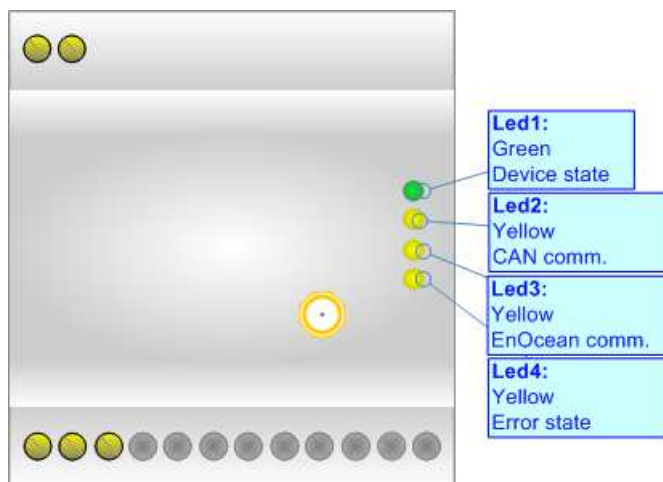 Led1:
Green
Device state
Led2:
Yellow
CAN comm.
Led3:
Yellow
EnOcean comm.
Led4:
Yellow
Error state